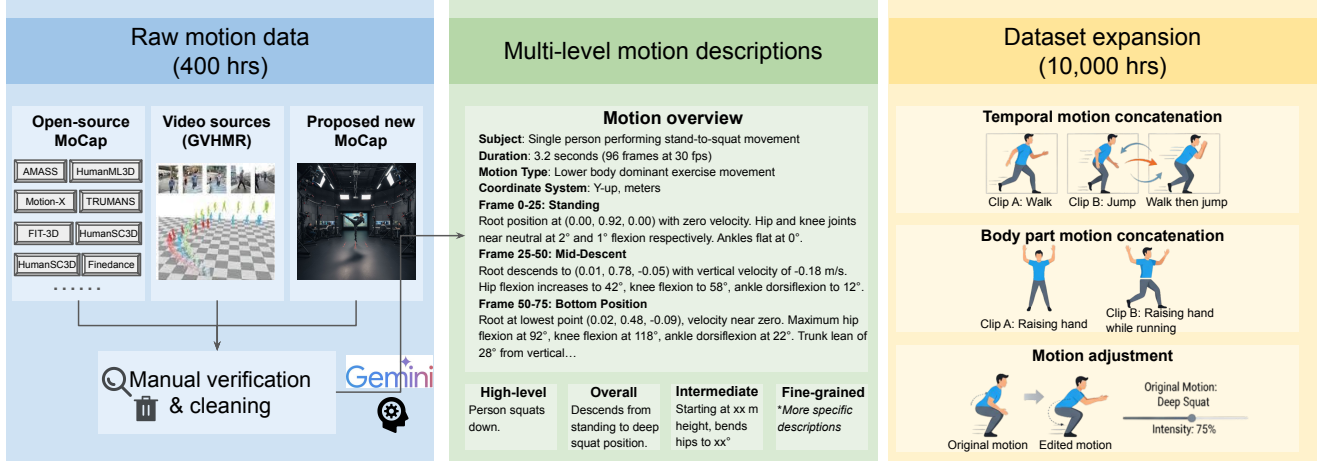 Raw motion data
(400 hrs)
Open-source
MoCap
AMASS
HumanML3D
Motion-X
TRUMANS
FIT-3D
HumanSC3D
HumanSC3D
Finedance
......
Video sources
(GVHMR)
Proposed new
MoCap
Manual verification
& cleaning
Gemini
Multi-level motion descriptions
Motion overview
Subject: Single person performing stand-to-squat movement
Duration: 3.2 seconds (96 frames at 30 fps)
Motion Type: Lower body dominant exercise movement
Coordinate System: Y-up, meters
Frame 0-25: Standing
Root position at (0.00, 0.92, 0.00) with zero velocity. Hip and knee joints
near neutral at 2° and 1° flexion respectively. Ankles flat at 0°.
Frame 25-50: Mid-Descent
Root descends to (0.01, 0.78, -0.05) with vertical velocity of -0.18 m/s.
Hip flexion increases to 42°, knee flexion to 58°, ankle dorsiflexion to 12°.
Frame 50-75: Bottom Position
Root at lowest point (0.02, 0.48, -0.09), velocity near zero. Maximum hip
flexion at 92°, knee flexion at 118°, ankle dorsiflexion at 22°. Trunk lean of
28° from vertical…
High-level
Person squats
down.
Overall
Descends from
standing to deep
squat position.
Intermediate
Starting at xx m
height, bends
hips to xx°
Fine-grained
*More specific
descriptions
Dataset expansion
(10,000 hrs)
Temporal motion concatenation
Clip A: Walk
Clip B: Jump
Walk then jump
Body part motion concatenation
Clip A: Raising hand
Clip B: Raising hand
while running
Motion adjustment
Original motion
Edited motion
Original Motion:
Deep Squat
Intensity: 75%